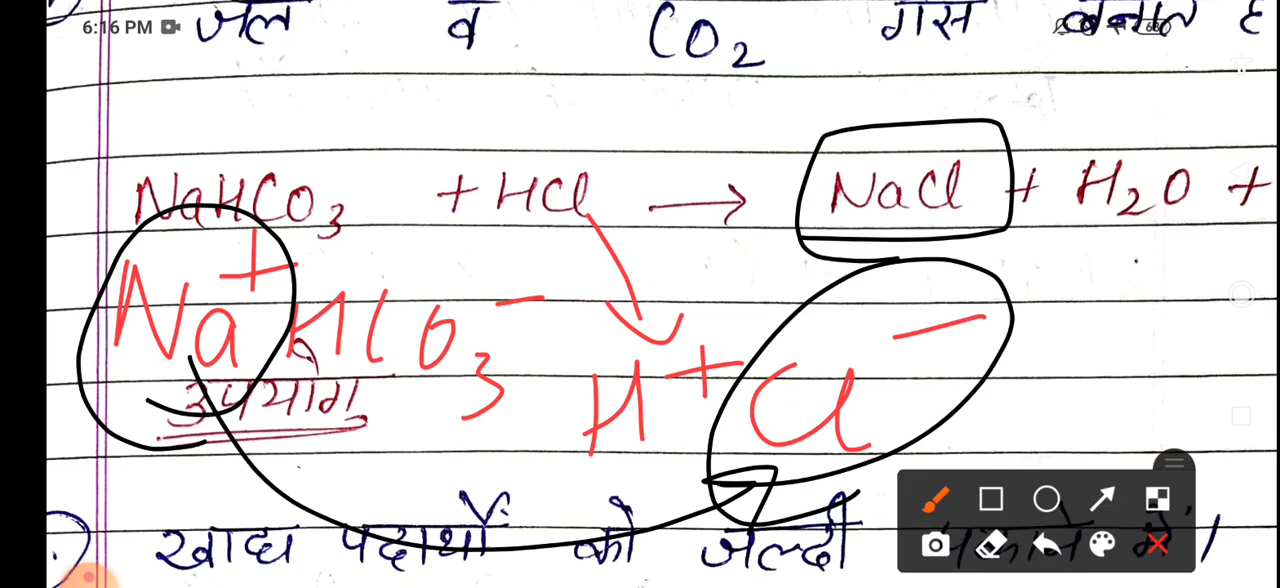 6:16 PM
जल व CO₂ गैस
NaHCO₃ + HCl → NaCl + H₂O +
Na⁺ HCO₃⁻ H⁺ Cl⁻
उपयोग
खाद्य पदार्थों को जल्दी में।